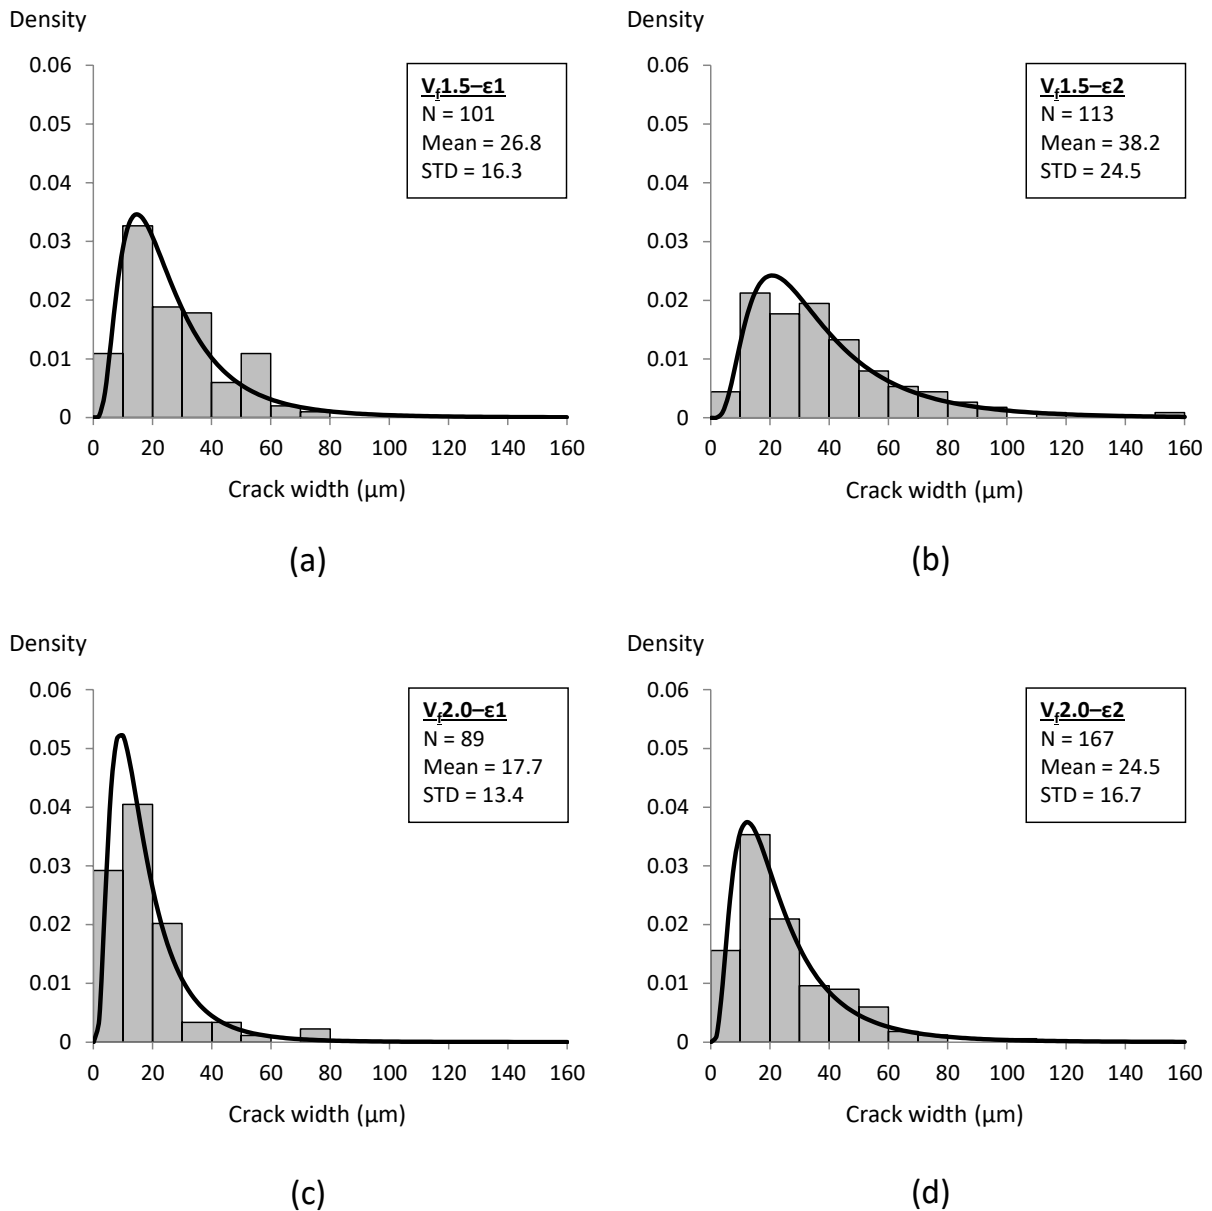 Density
0.06
0.05
0.04
0.03
0.02
0.01
0
0 20 40 60 80 100 120 140 160
Crack width (µm)
Vf1.5–ε1
N = 101
Mean = 26.8
STD = 16.3
(a)
Density
0.06
0.05
0.04
0.03
0.02
0.01
0
0 20 40 60 80 100 120 140 160
Crack width (µm)
Vf1.5–ε2
N = 113
Mean = 38.2
STD = 24.5
(b)
Density
0.06
0.05
0.04
0.03
0.02
0.01
0
0 20 40 60 80 100 120 140 160
Crack width (µm)
Vf2.0–ε1
N = 89
Mean = 17.7
STD = 13.4
(c)
Density
0.06
0.05
0.04
0.03
0.02
0.01
0
0 20 40 60 80 100 120 140 160
Crack width (µm)
Vf2.0–ε2
N = 167
Mean = 24.5
STD = 16.7
(d)